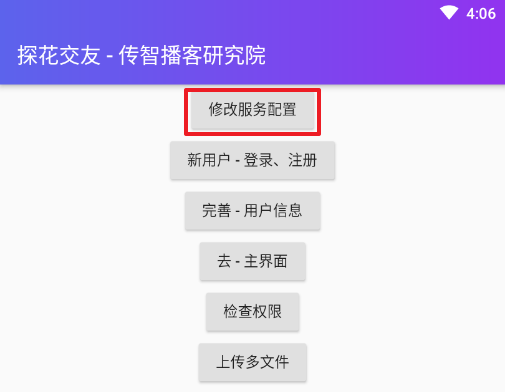 4:06
探花交友 - 传智播客研究院
修改服务配置
新用户 - 登录、注册
完善 - 用户信息
去 - 主界面
检查权限
上传多文件